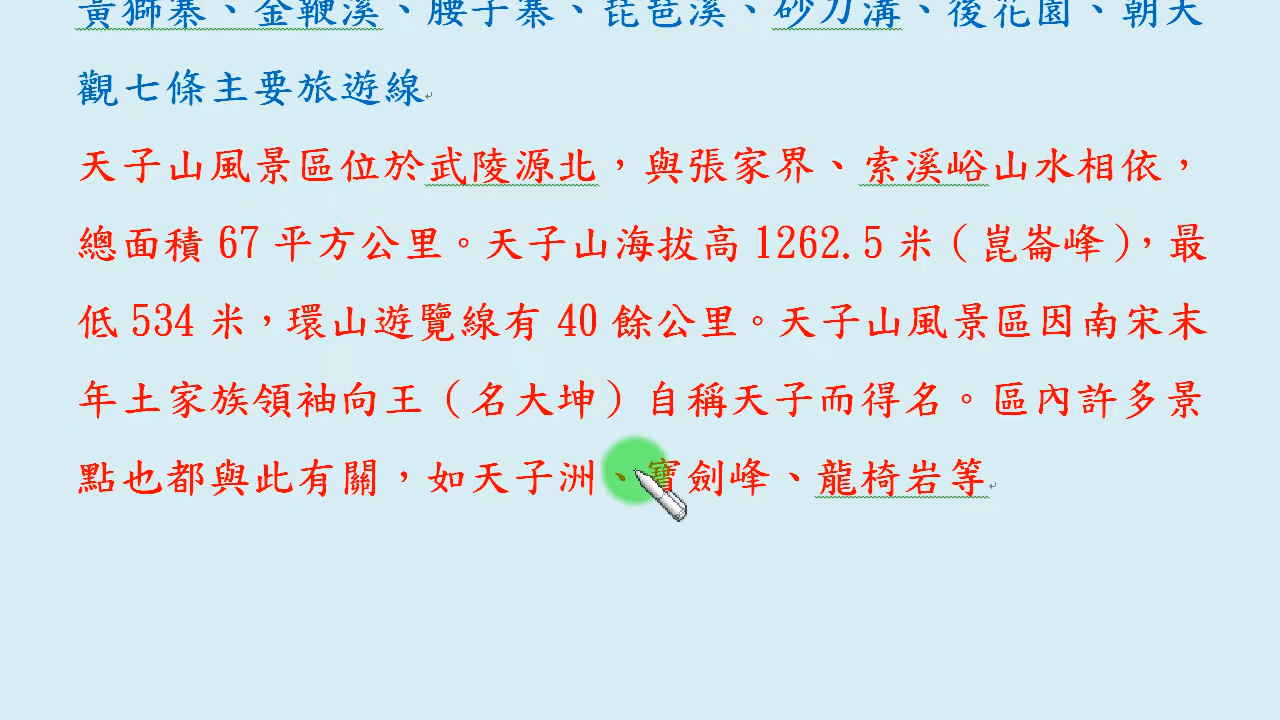 黃獅寨、金鞭溪、腰子寨、琵琶溪、砂刀溝、後花園、朝天
觀七條主要旅遊線
天子山風景區位於武陵源北，與張家界、索溪峪山水相依，
總面積 67 平方公里。天子山海拔高 1262.5 米（崑崙峰），最
低 534 米，環山遊覽線有 40 餘公里。天子山風景區因南宋末
年土家族領袖向王（名大坤）自稱天子而得名。區內許多景
點也都與此有關，如天子洲、寶劍峰、龍椅岩等